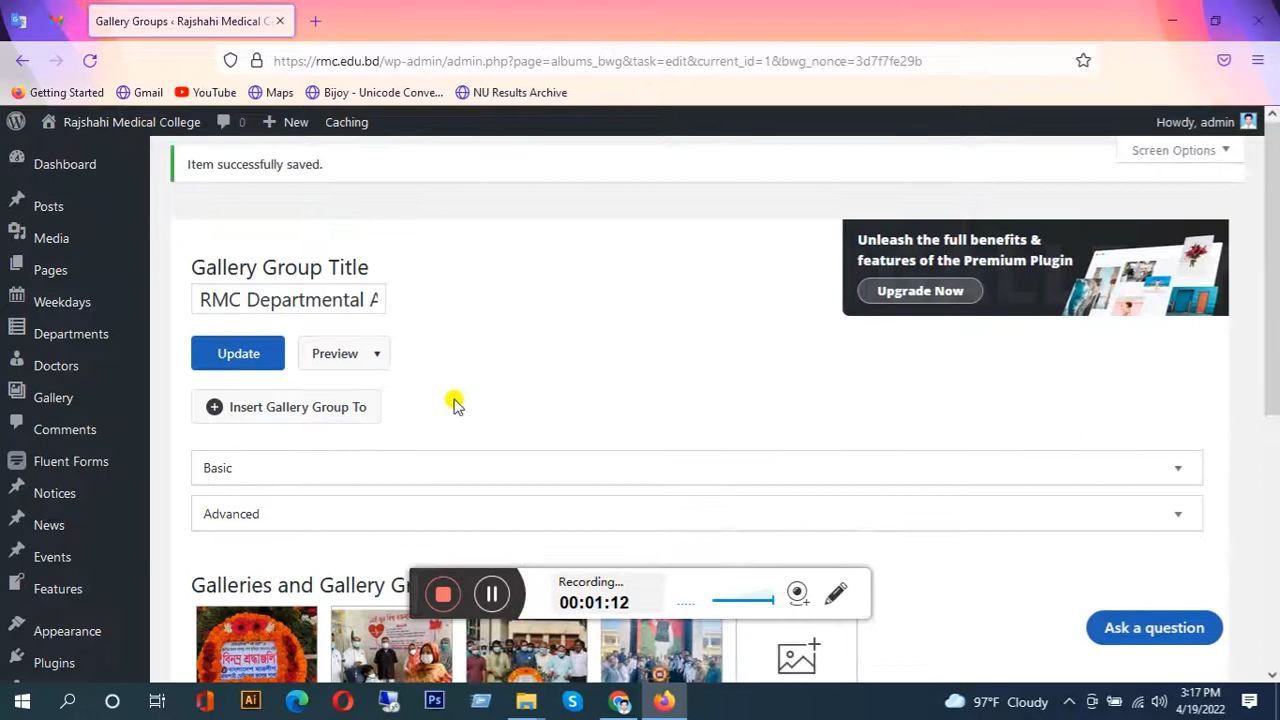 Gallery Groups ‹ Rajshahi Medical C
https://rmc.edu.bd/wp-admin/admin.php?page=albums_bwg&task=edit&current_id=1&bwg_nonce=3d7f7fe29b
Getting Started Gmail YouTube Maps Bijoy - Unicode Conve... NU Results Archive
Rajshahi Medical College 0 New Caching Howdy, admin
Screen Options
Dashboard
Posts
Media
Pages
Weekdays
Departments
Doctors
Gallery
Comments
Fluent Forms
Notices
News
Events
Features
Appearance
Plugins
Item successfully saved.
Unleash the full benefits &
features of the Premium Plugin
Upgrade Now
Gallery Group Title
RMC Departmental A
Update Preview
Insert Gallery Group To
Basic
Advanced
Galleries and Gallery Gr
Recording...
00:01:12
বিনম্র শ্রদ্ধাঞ্জলি
Ask a question
97°F Cloudy
3:17 PM
4/19/2022